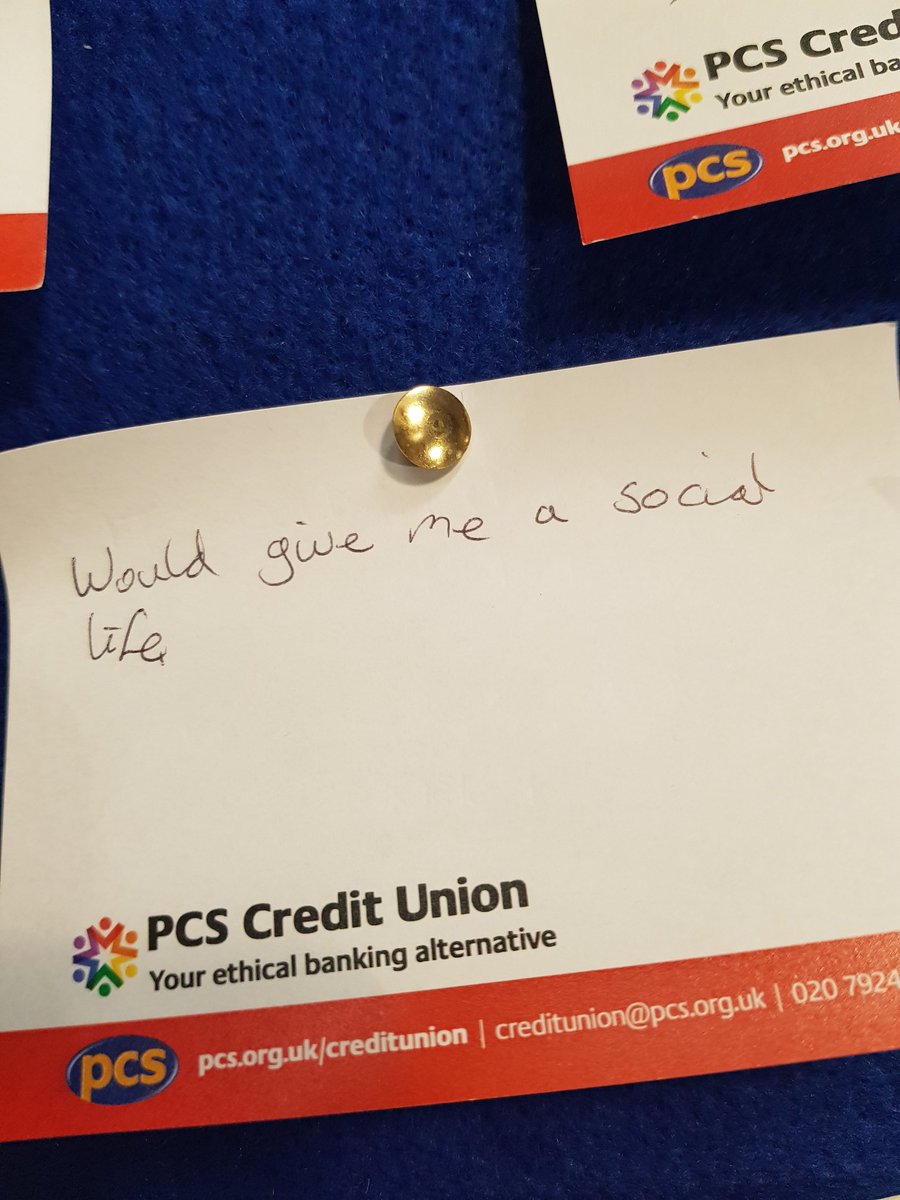 PCS Cred
Your ethical ba
pcs
pcs.org.uk
Would give me a social
life
PCS Credit Union
Your ethical banking alternative
pcs
pcs.org.uk/creditunion | creditunion@pcs.org.uk | 020 7924